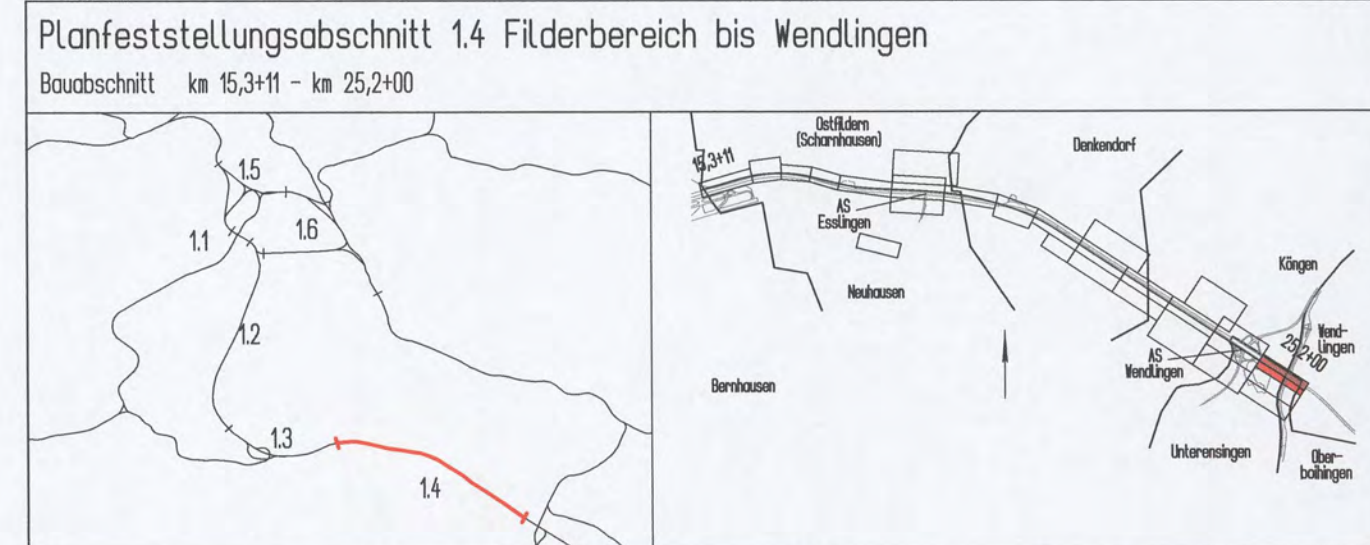 Planfeststellungsabschnitt 1.4 Filderbereich bis Wendlingen
Bauabschnitt km 15,3+11 - km 25,2+00
1.5
1.1
1.6
1.2
1.3
1.4
15,3+11
Ostfildern
(Scharnhausen)
Denkendorf
AS
Esslingen
Neuhausen
Köngen
Wend-
lingen
25,2+00
AS
Wendlingen
Bernhausen
Unterensingen
Ober-
boihingen